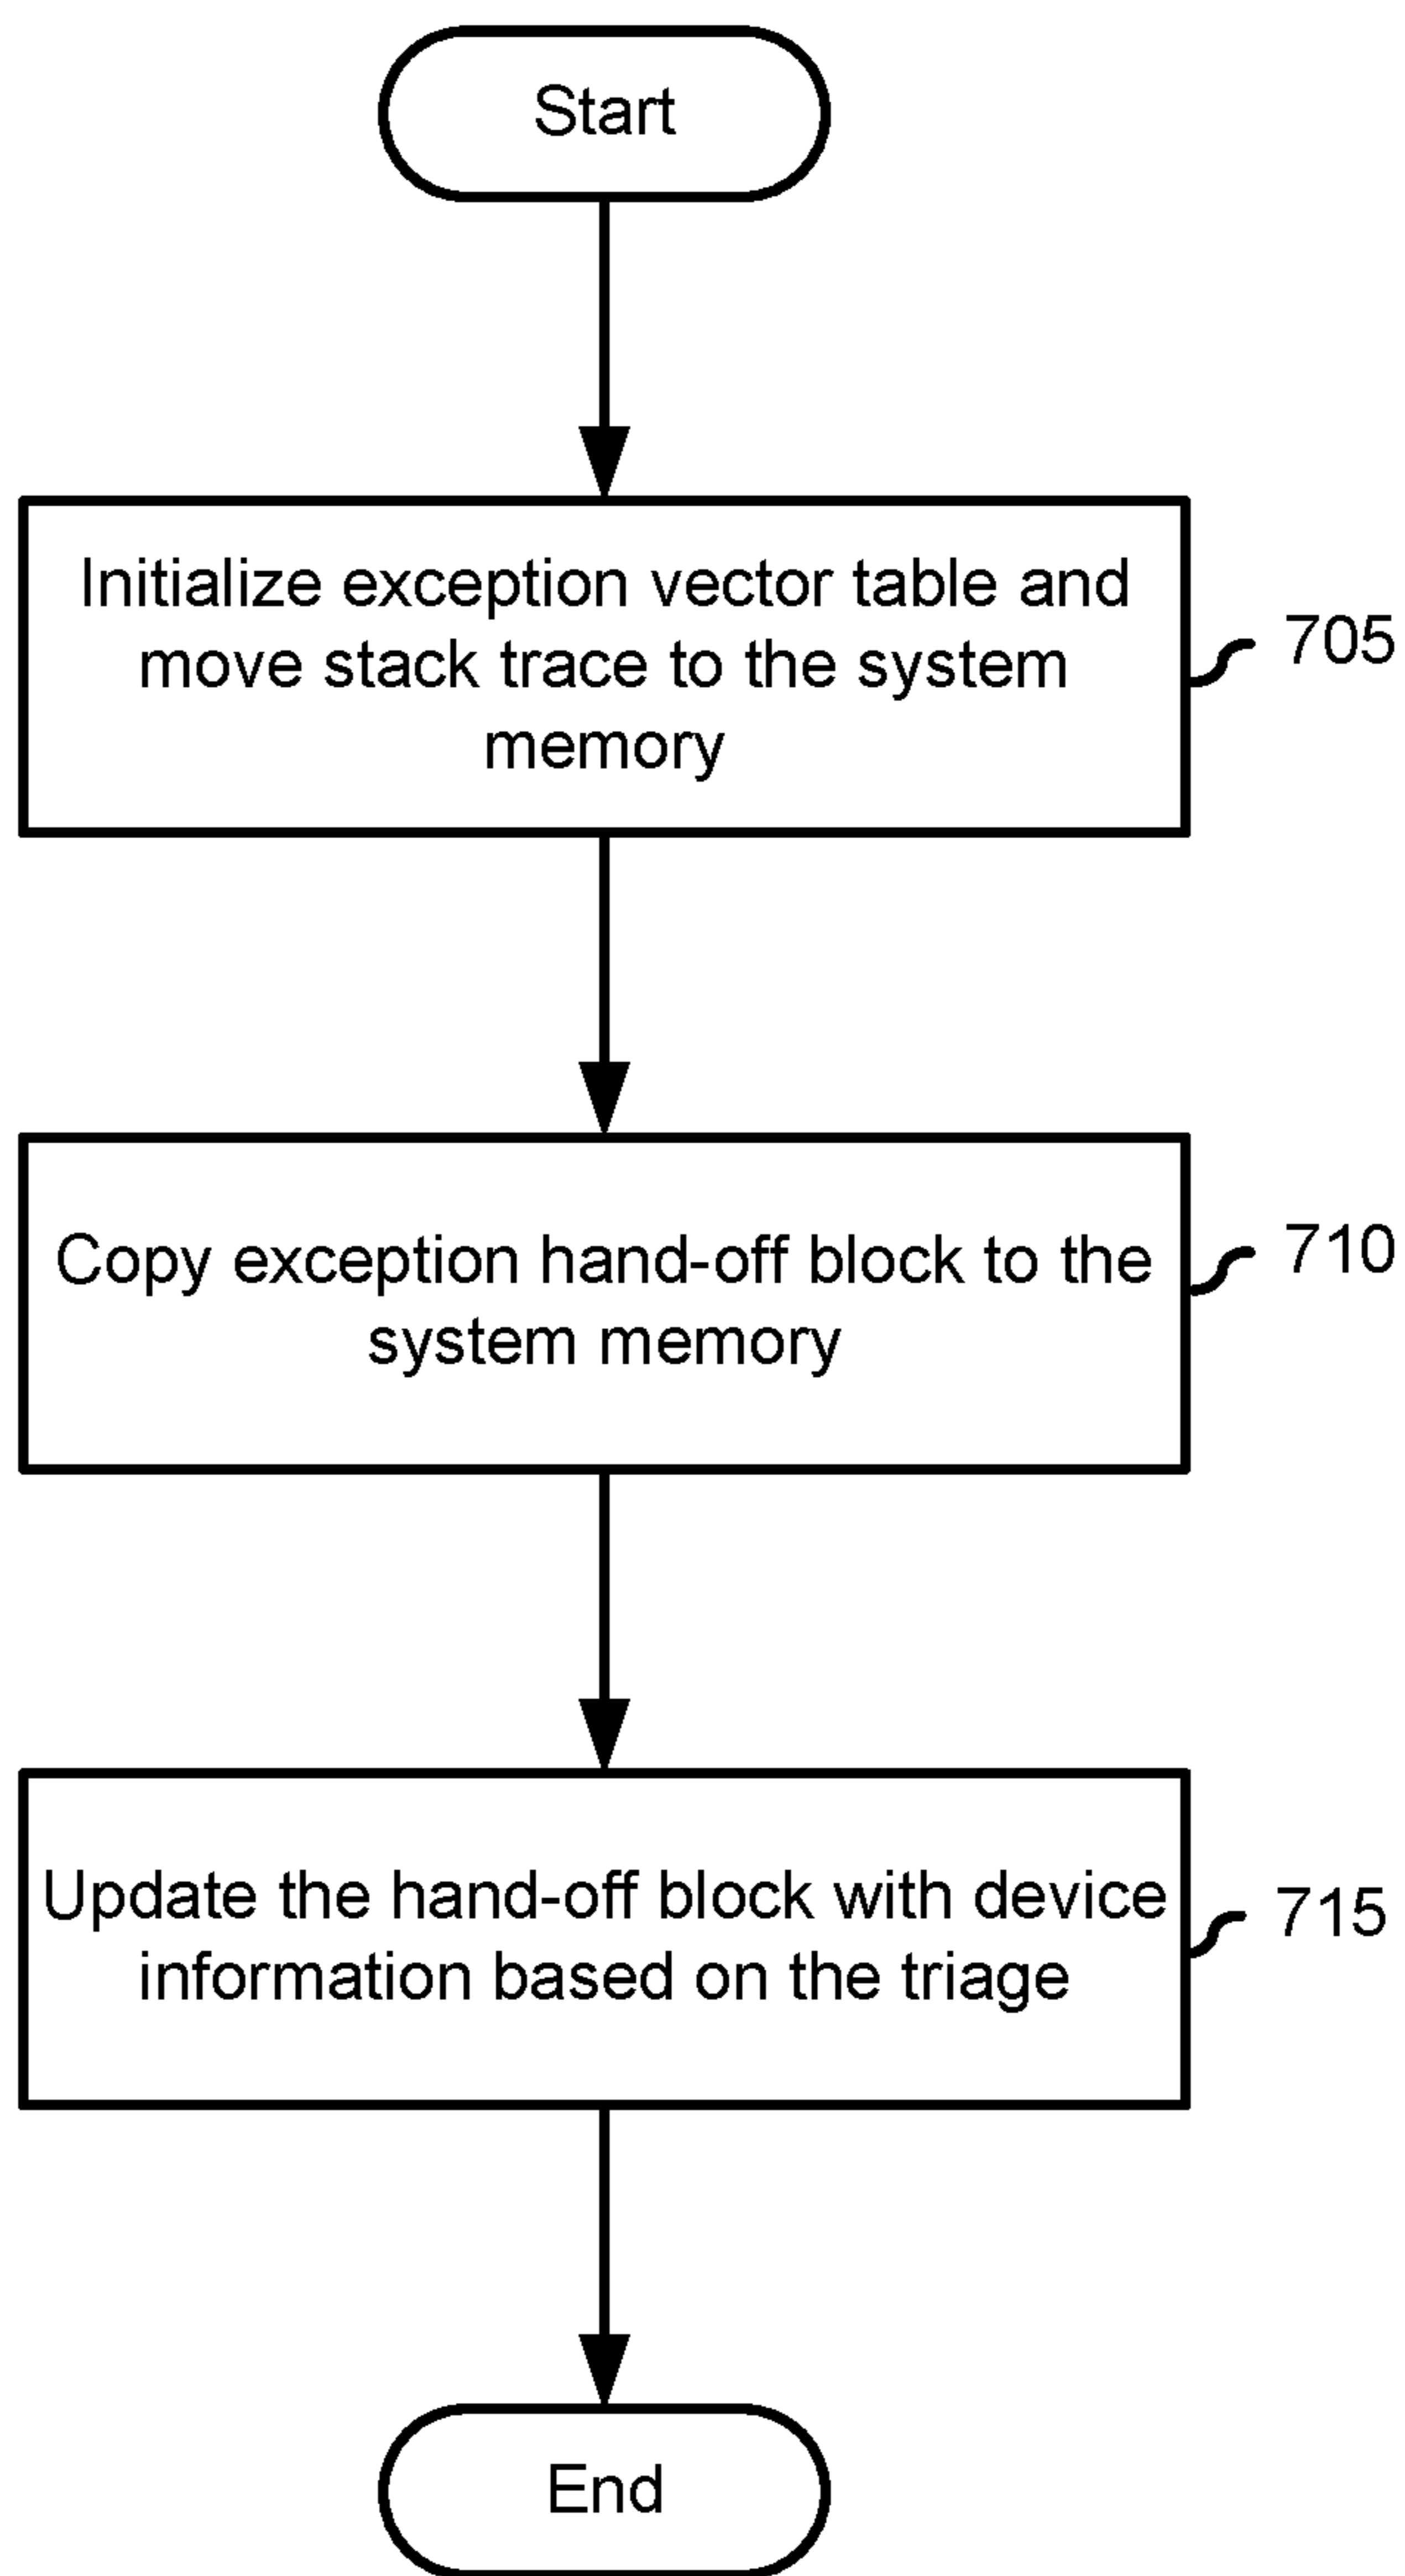 Start
Initialize exception vector table and
move stack trace to the system
memory
705
Copy exception hand-off block to the
system memory
710
Update the hand-off block with device
information based on the triage
715
End